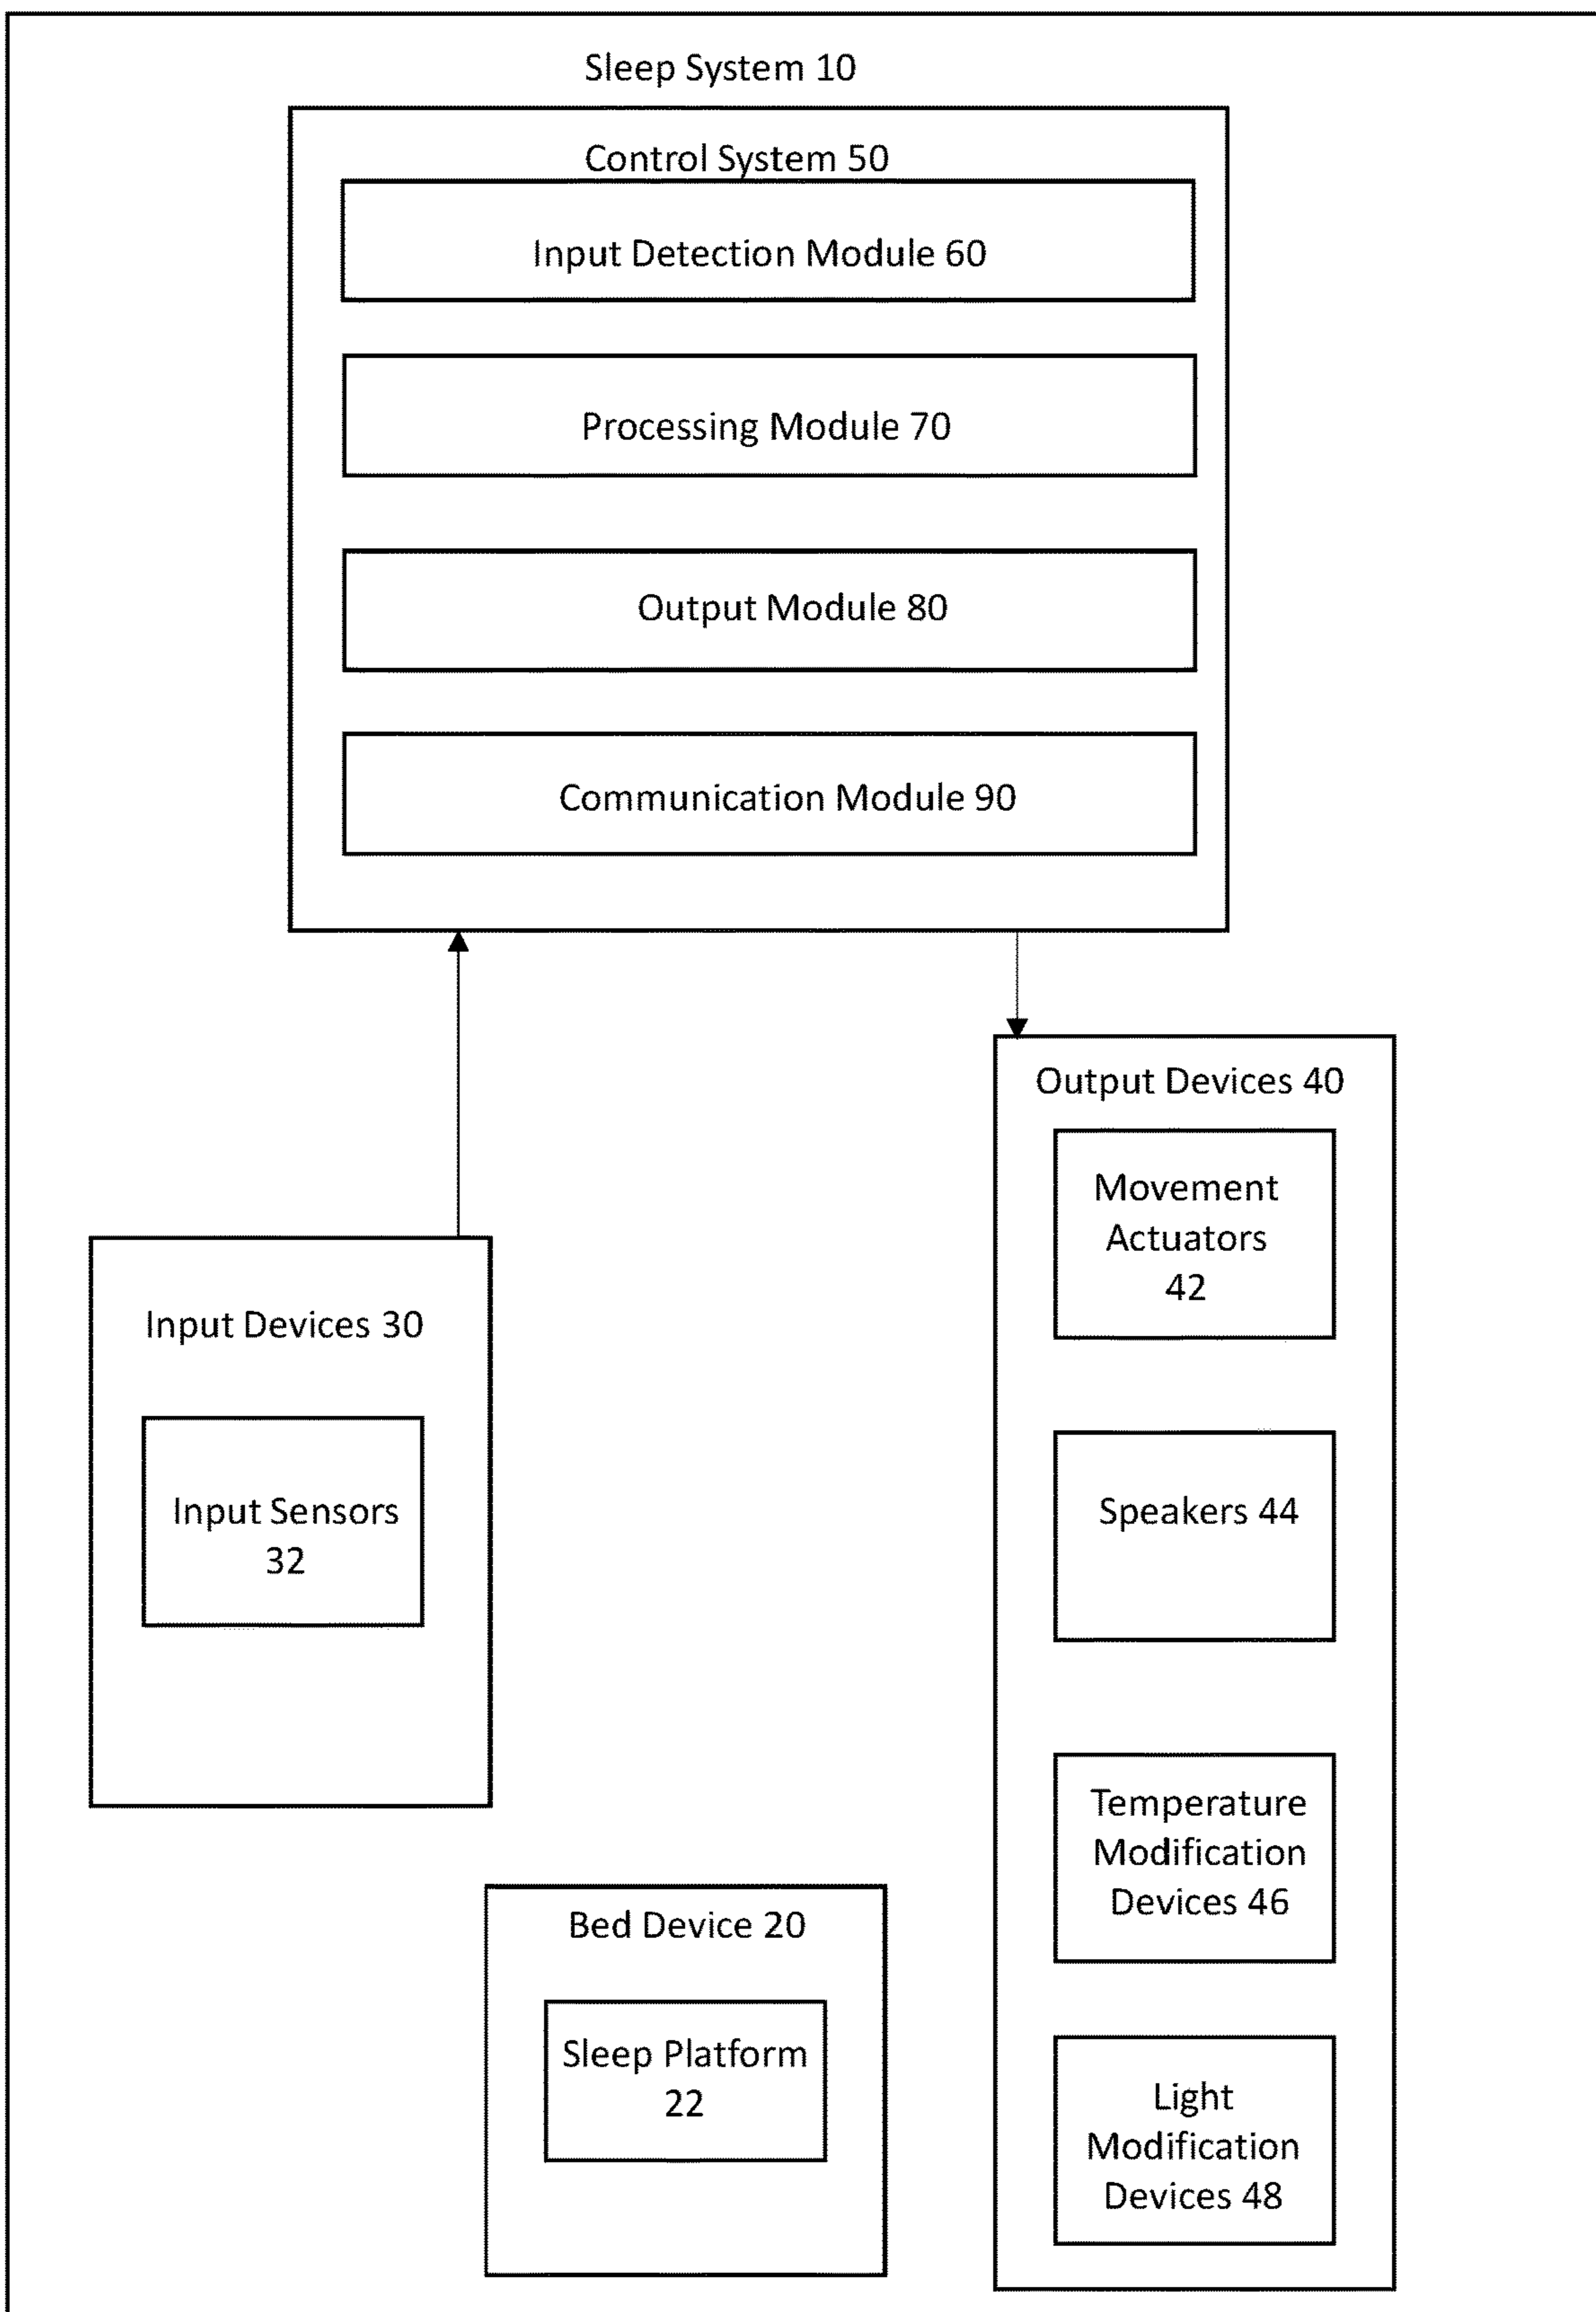 Sleep System 10
Control System 50
Input Detection Module 60
Processing Module 70
Output Module 80
Communication Module 90
Output Devices 40
Movement
Actuators
42
Input Devices 30
Input Sensors
32
Speakers 44
Temperature
Modification
Devices 46
Bed Device 20
Sleep Platform
22
Light
Modification
Devices 48